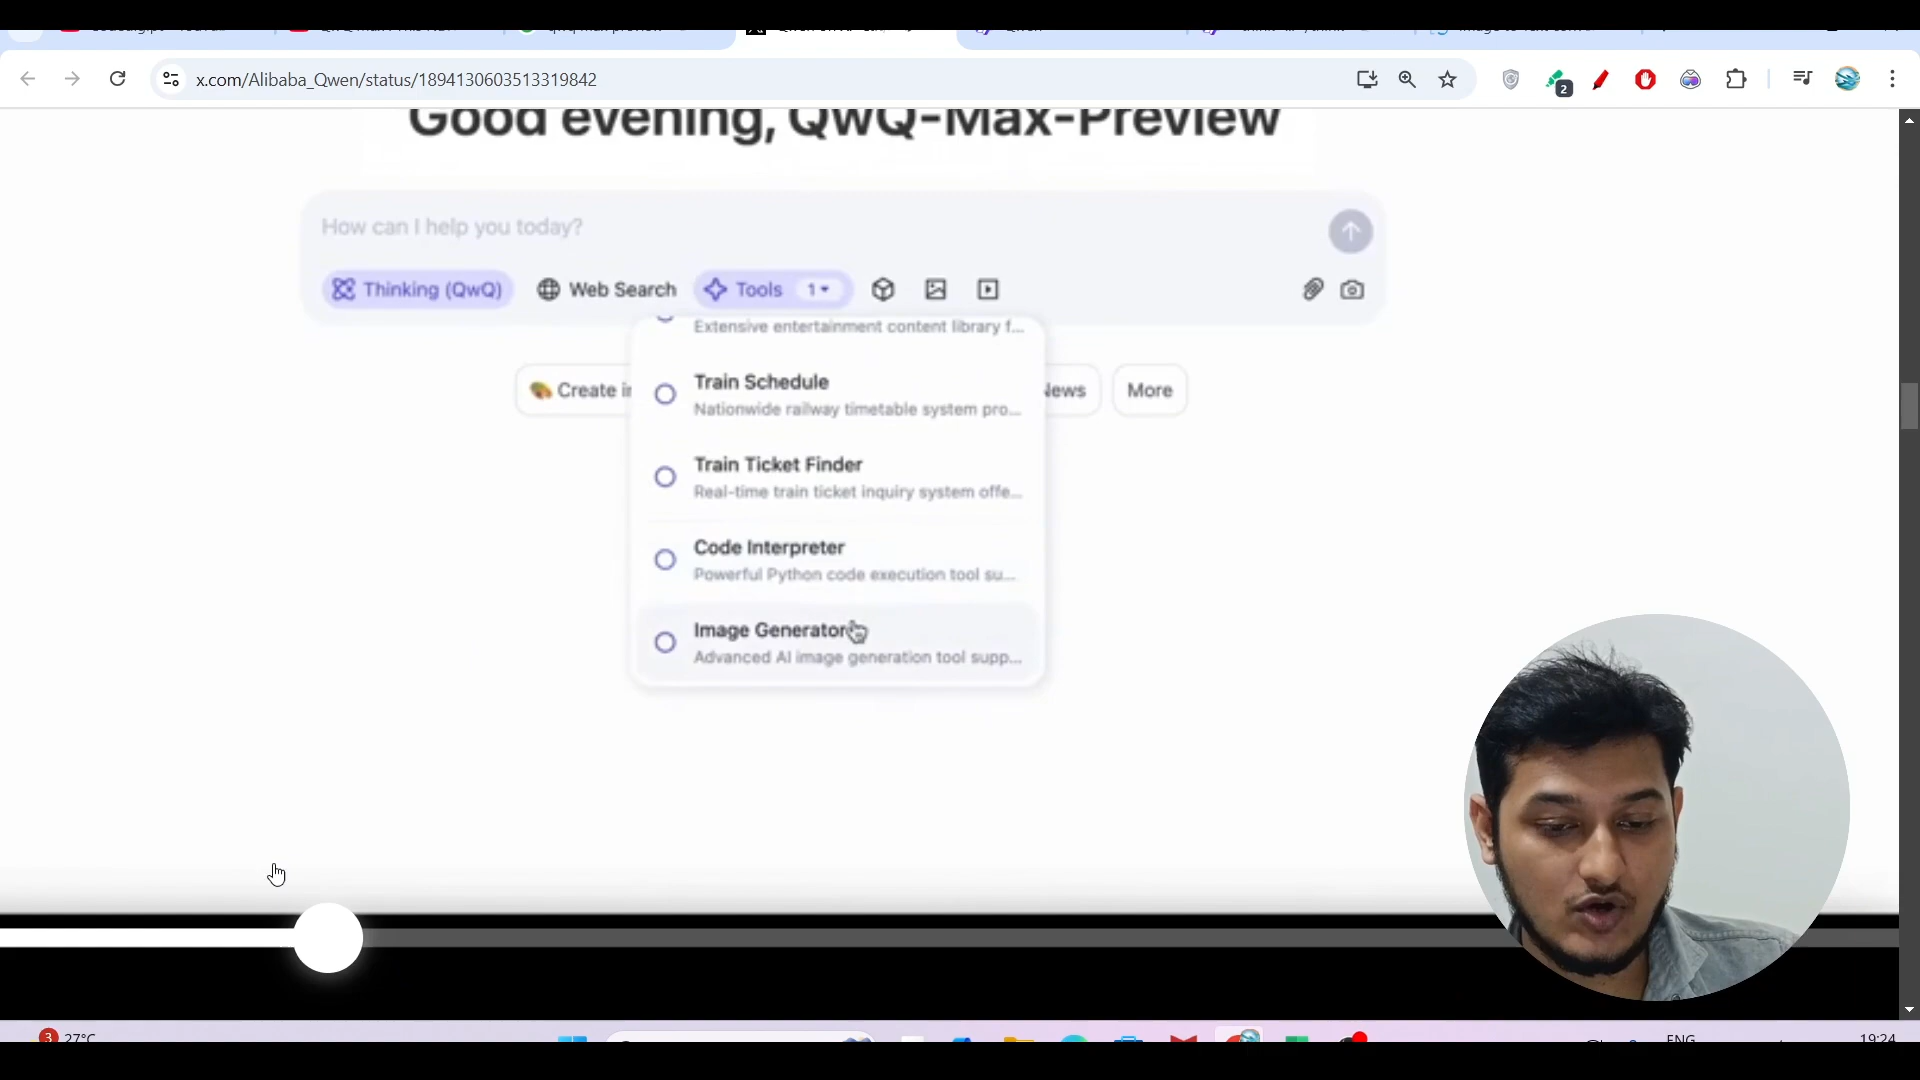 x.com/Alibaba_Qwen/status/1894130603513319842
2
Good evening, QwQ-Max-Preview
How can I help you today?
Thinking (QwQ)
Web Search
Tools
1
Extensive entertainment content library f...
Train Schedule
Nationwide railway timetable system pro...
Create
News
More
Train Ticket Finder
Real-time train ticket inquiry system offe...
Code Interpreter
Powerful Python code execution tool su...
Image Generator
Advanced AI image generation tool supp...
3
27°C
ENG
19:24